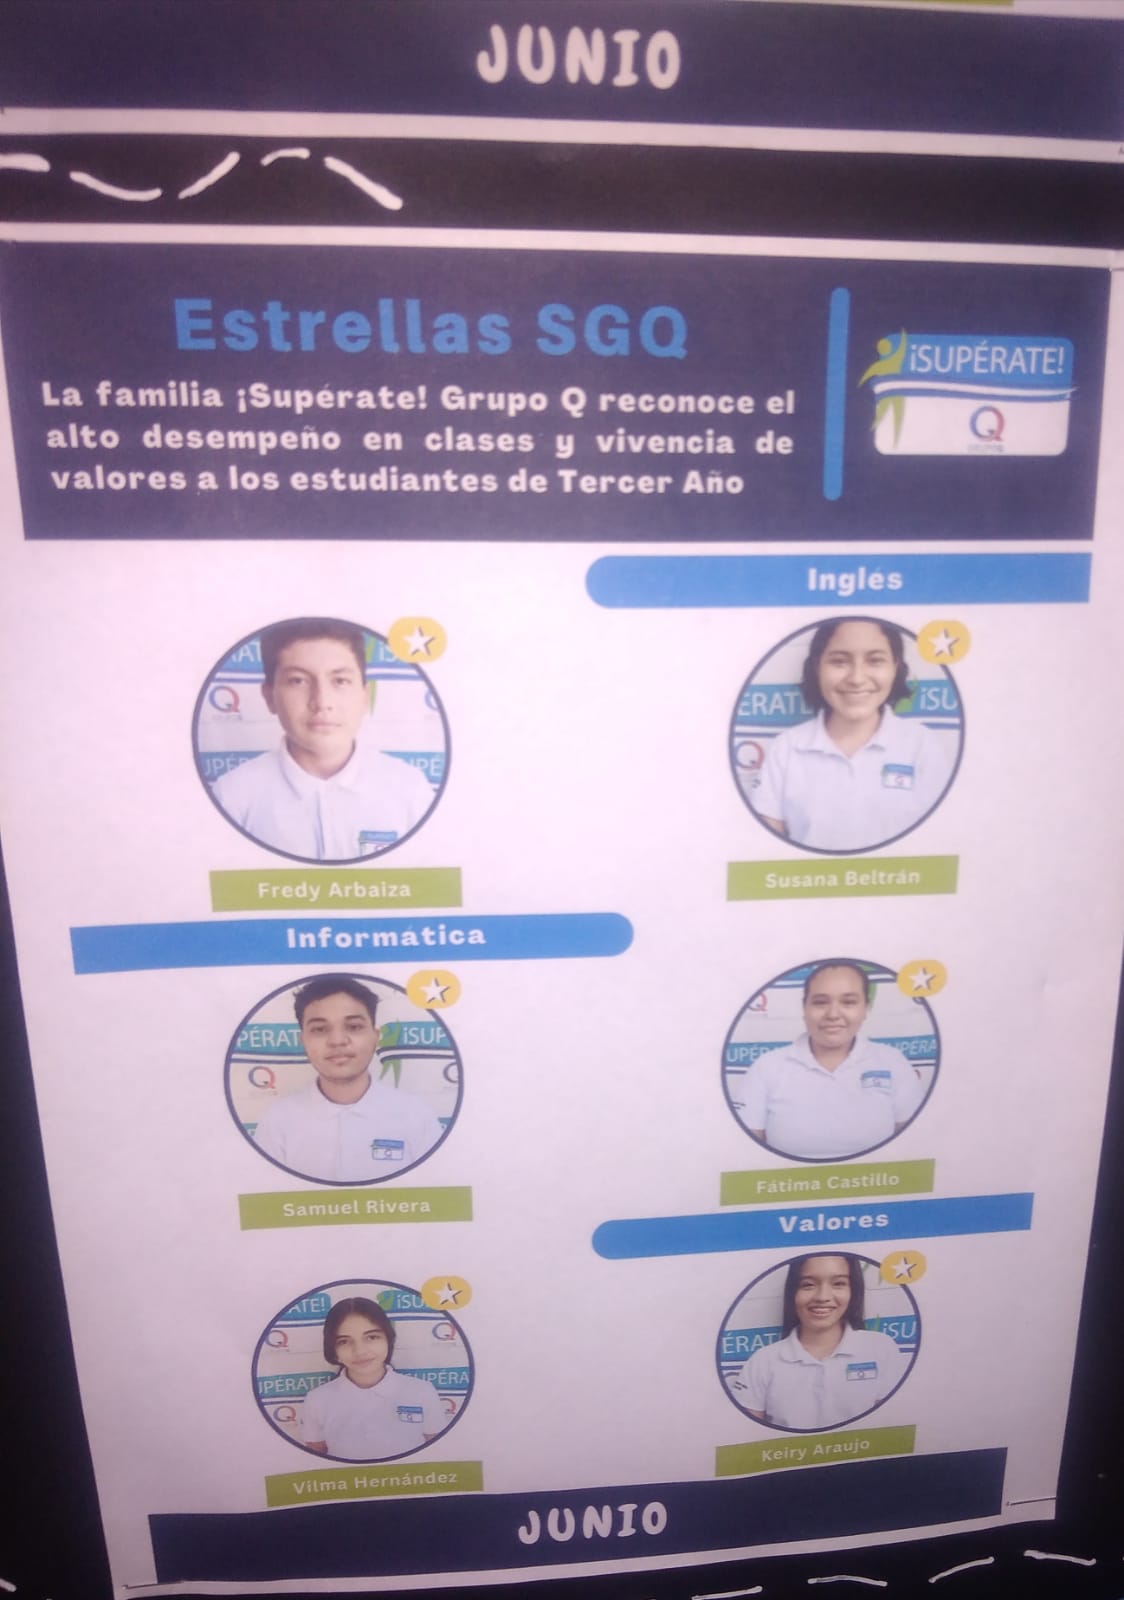 JUNIO
Estrellas SGQ
La familia ¡Supérate! Grupo Q reconoce el
alto desempeño en clases y vivencia de
valores a los estudiantes de Tercer Año
¡SUPÉRATE!
Q
Inglés
Fredy Arbaiza
Susana Beltrán
Informática
Samuel Rivera
Fátima Castillo
Valores
Vilma Hernández
Keiry Araujo
JUNIO